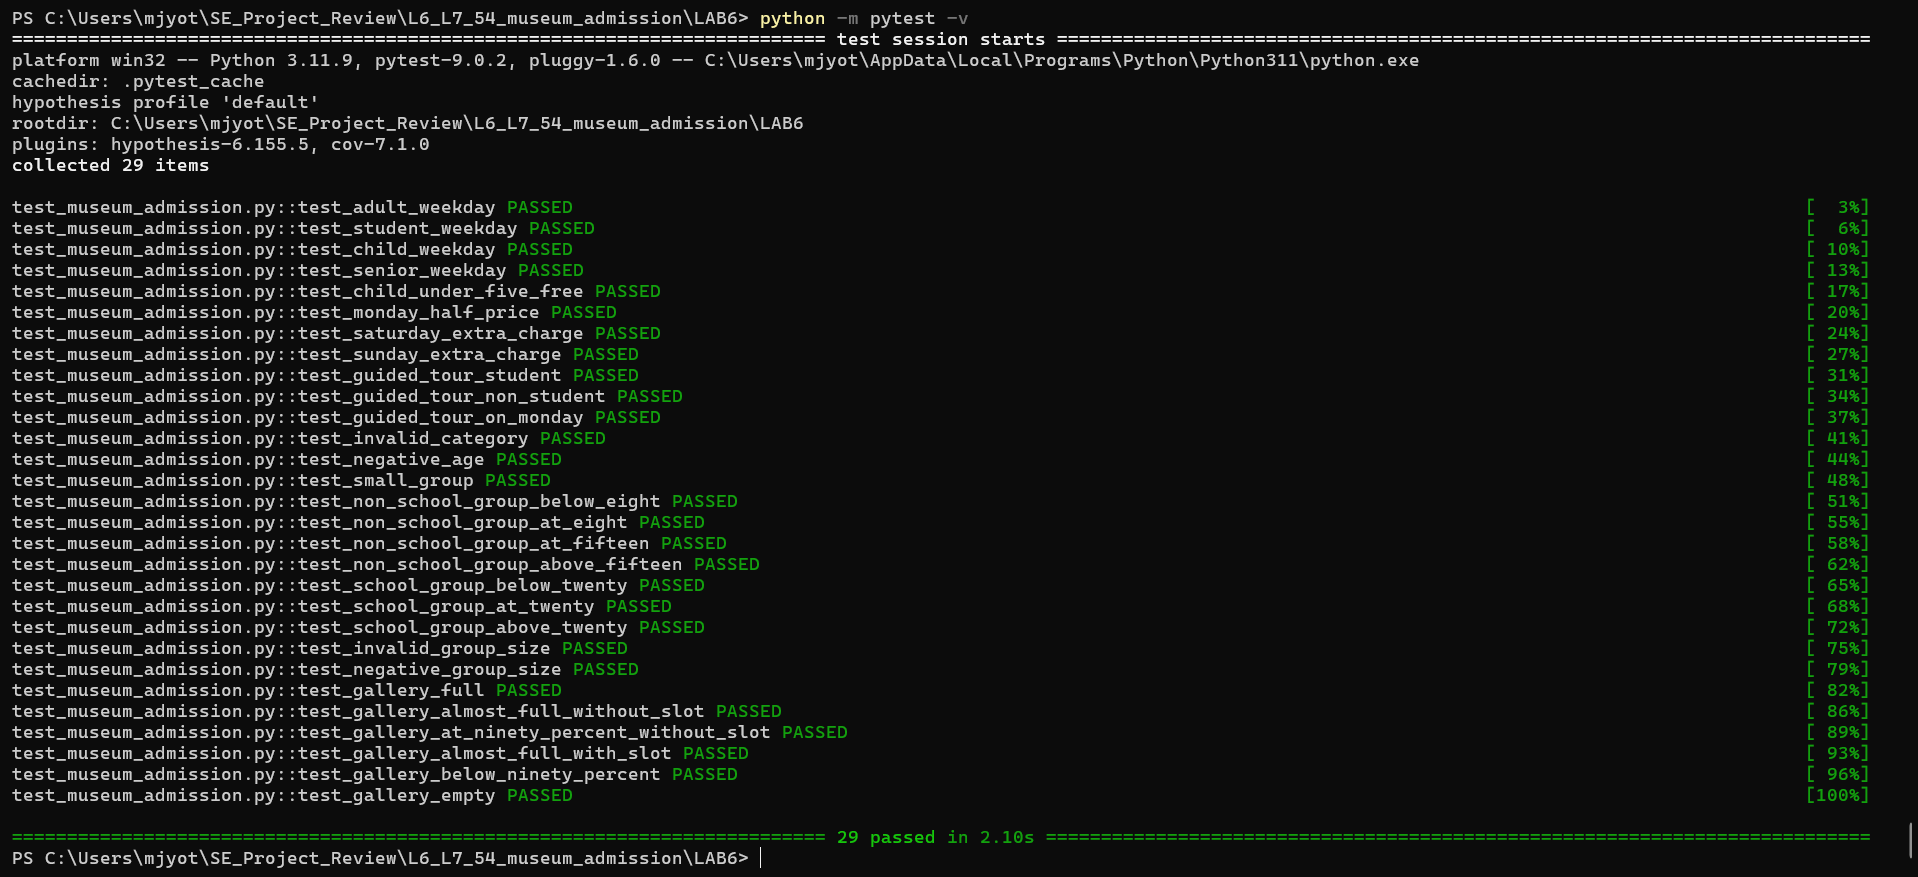 PS C:\Users\mjyot\SE_Project_Review\L6_L7_54_museum_admission\LAB6> python -m pytest -v
========================================================================== test session starts ==========================================================================
platform win32 -- Python 3.11.9, pytest-9.0.2, pluggy-1.6.0 -- C:\Users\mjyot\AppData\Local\Programs\Python\Python311\python.exe
cachedir: .pytest_cache
hypothesis profile 'default'
rootdir: C:\Users\mjyot\SE_Project_Review\L6_L7_54_museum_admission\LAB6
plugins: hypothesis-6.155.5, cov-7.1.0
collected 29 items
test_museum_admission.py::test_adult_weekday PASSED [  3%]
test_museum_admission.py::test_student_weekday PASSED [  6%]
test_museum_admission.py::test_child_weekday PASSED [ 10%]
test_museum_admission.py::test_senior_weekday PASSED [ 13%]
test_museum_admission.py::test_child_under_five_free PASSED [ 17%]
test_museum_admission.py::test_monday_half_price PASSED [ 20%]
test_museum_admission.py::test_saturday_extra_charge PASSED [ 24%]
test_museum_admission.py::test_sunday_extra_charge PASSED [ 27%]
test_museum_admission.py::test_guided_tour_student PASSED [ 31%]
test_museum_admission.py::test_guided_tour_non_student PASSED [ 34%]
test_museum_admission.py::test_guided_tour_on_monday PASSED [ 37%]
test_museum_admission.py::test_invalid_category PASSED [ 41%]
test_museum_admission.py::test_negative_age PASSED [ 44%]
test_museum_admission.py::test_small_group PASSED [ 48%]
test_museum_admission.py::test_non_school_group_below_eight PASSED [ 51%]
test_museum_admission.py::test_non_school_group_at_eight PASSED [ 55%]
test_museum_admission.py::test_non_school_group_at_fifteen PASSED [ 58%]
test_museum_admission.py::test_non_school_group_above_fifteen PASSED [ 62%]
test_museum_admission.py::test_school_group_below_twenty PASSED [ 65%]
test_museum_admission.py::test_school_group_at_twenty PASSED [ 68%]
test_museum_admission.py::test_school_group_above_twenty PASSED [ 72%]
test_museum_admission.py::test_invalid_group_size PASSED [ 75%]
test_museum_admission.py::test_negative_group_size PASSED [ 79%]
test_museum_admission.py::test_gallery_full PASSED [ 82%]
test_museum_admission.py::test_gallery_almost_full_without_slot PASSED [ 86%]
test_museum_admission.py::test_gallery_at_ninety_percent_without_slot PASSED [ 89%]
test_museum_admission.py::test_gallery_almost_full_with_slot PASSED [ 93%]
test_museum_admission.py::test_gallery_below_ninety_percent PASSED [ 96%]
test_museum_admission.py::test_gallery_empty PASSED [100%]
========================================================================== 29 passed in 2.10s ===========================================================================
PS C:\Users\mjyot\SE_Project_Review\L6_L7_54_museum_admission\LAB6>